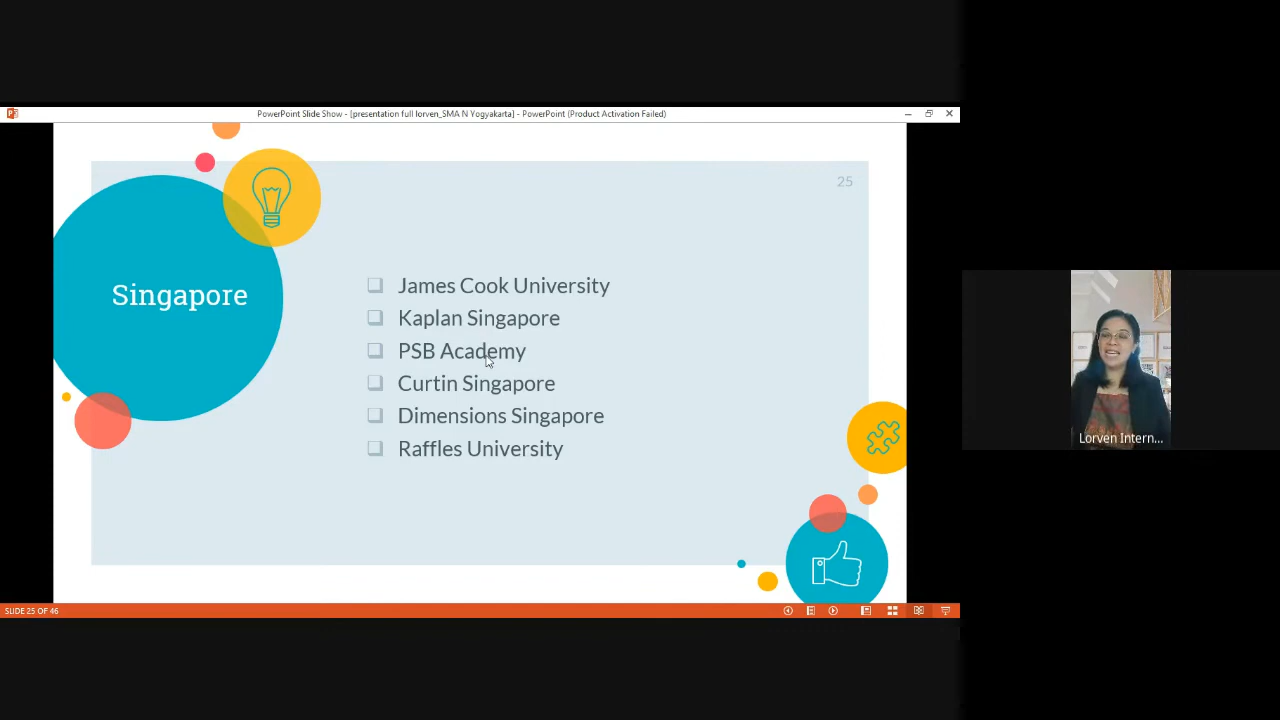 PowerPoint Slide Show - [presentation full lorven_SMA N Yogyakarta] - PowerPoint (Product Activation Failed)
25
Singapore
James Cook University
Kaplan Singapore
PSB Academy
Curtin Singapore
Dimensions Singapore
Raffles University
Lorven Intern...
SLIDE 25 OF 46